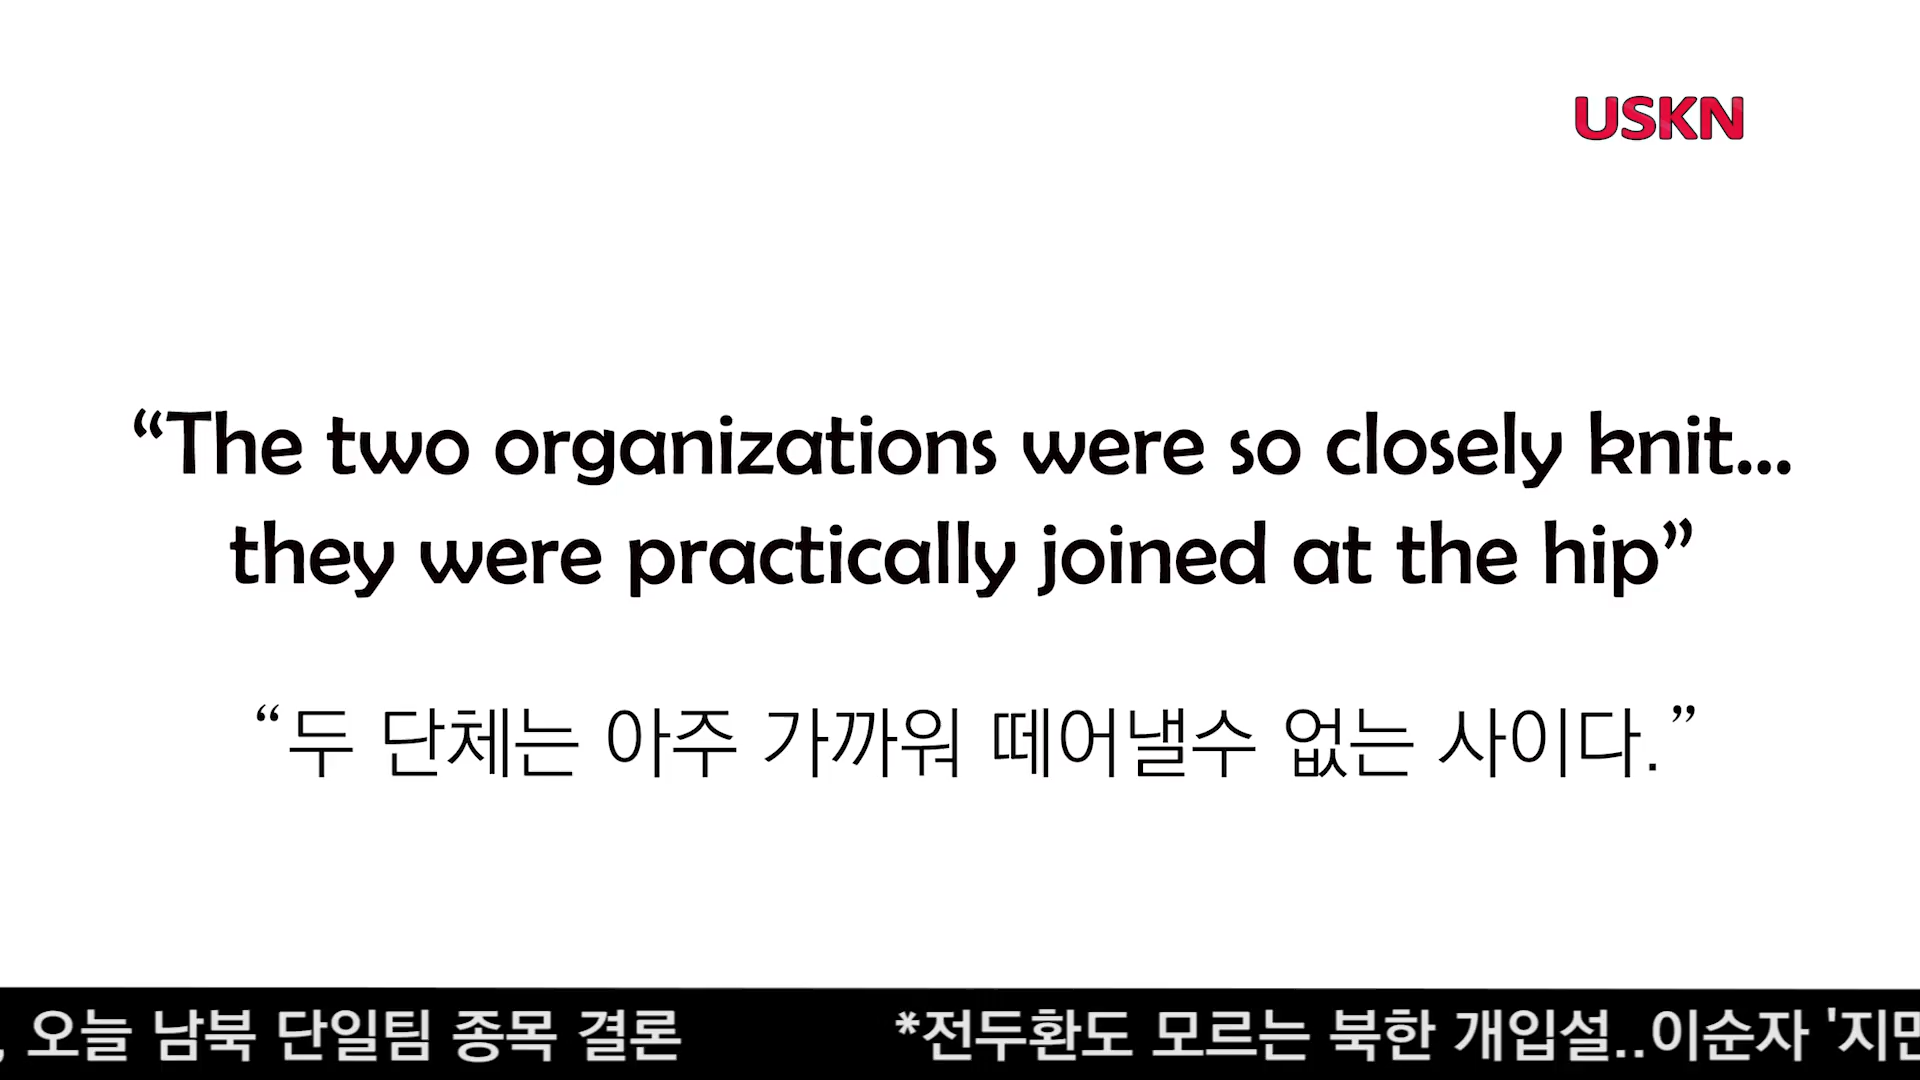 USKN
“The two organizations were so closely knit...
they were practically joined at the hip”
“두 단체는 아주 가까워 떼어낼수 없는 사이다.”
, 오늘 남북 단일팀 종목 결론 *전두환도 모르는 북한 개입설..이순자 '지만